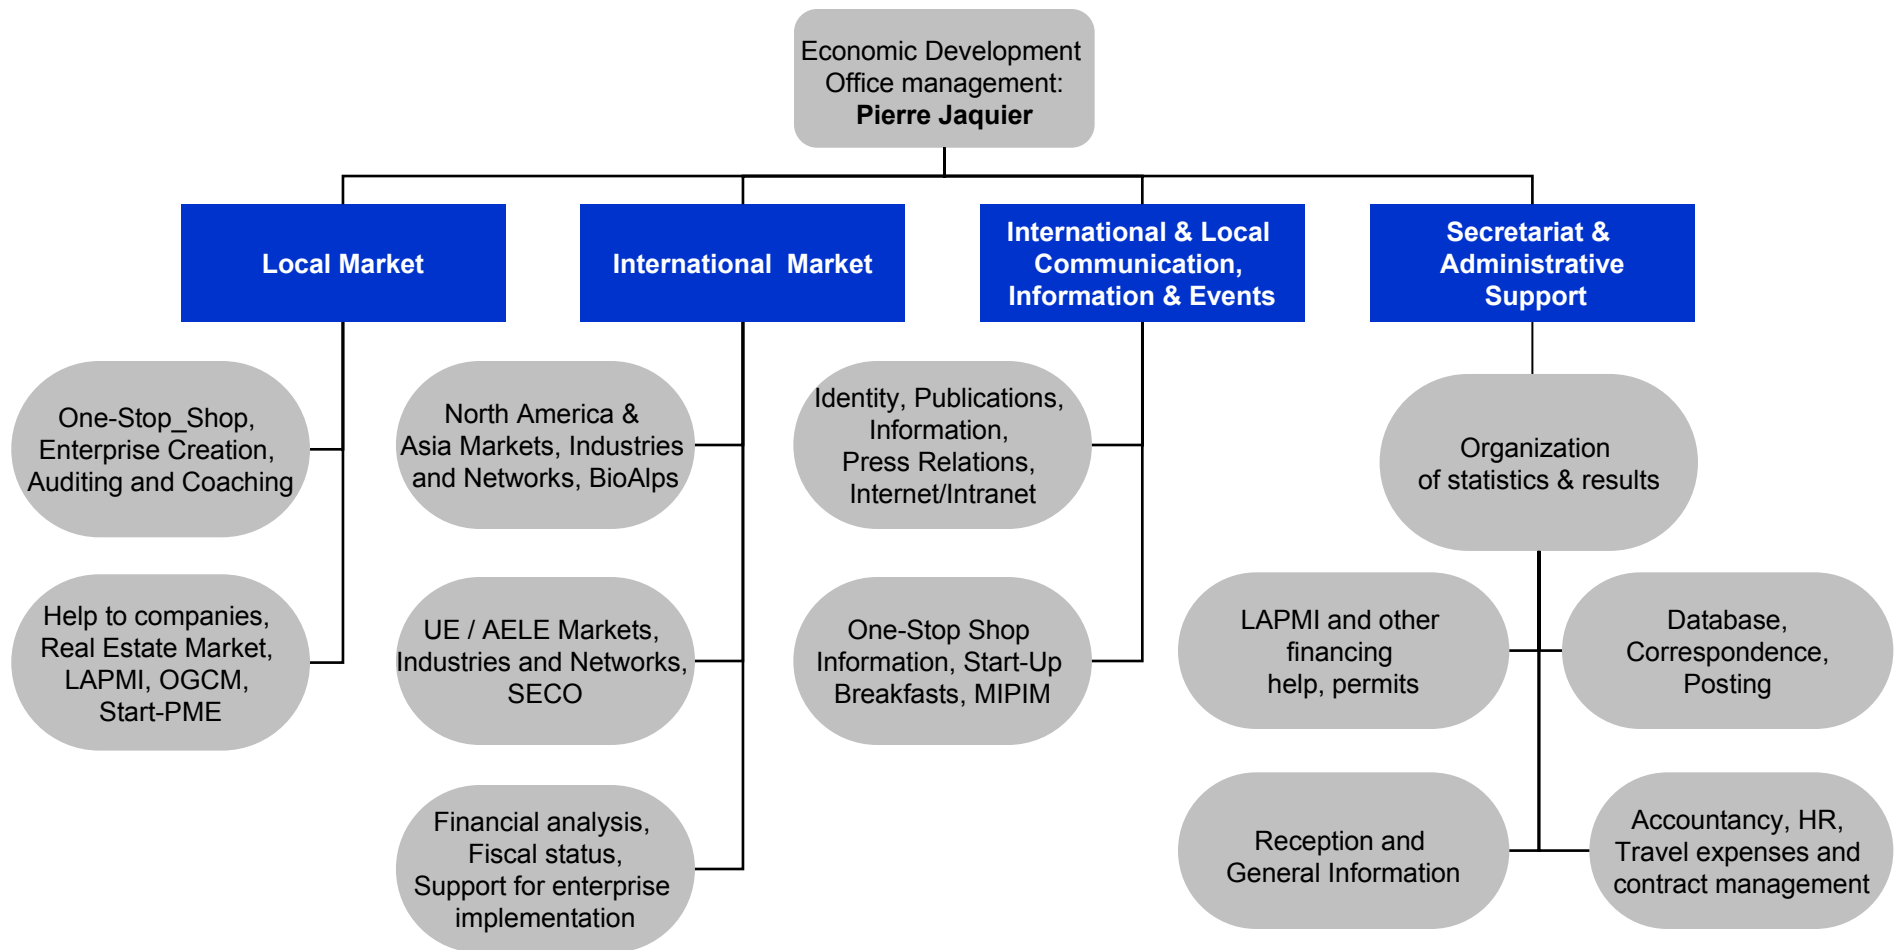 Economic Development
Office management:
Pierre Jaquier
Local Market
International  Market
International & Local
Communication,
Information & Events
Secretariat &
Administrative
Support
One-Stop_Shop,
Enterprise Creation,
Auditing and Coaching
Help to companies,
Real Estate Market,
LAPMI, OGCM,
Start-PME
North America &
Asia Markets, Industries
and Networks, BioAlps
UE / AELE Markets,
Industries and Networks,
SECO
Financial analysis,
Fiscal status,
Support for enterprise
implementation
Identity, Publications,
Information,
Press Relations,
Internet/Intranet
One-Stop Shop
Information, Start-Up
Breakfasts, MIPIM
Organization
of statistics & results
LAPMI and other
financing
help, permits
Database,
Correspondence,
Posting
Reception and
General Information
Accountancy, HR,
Travel expenses and
contract management